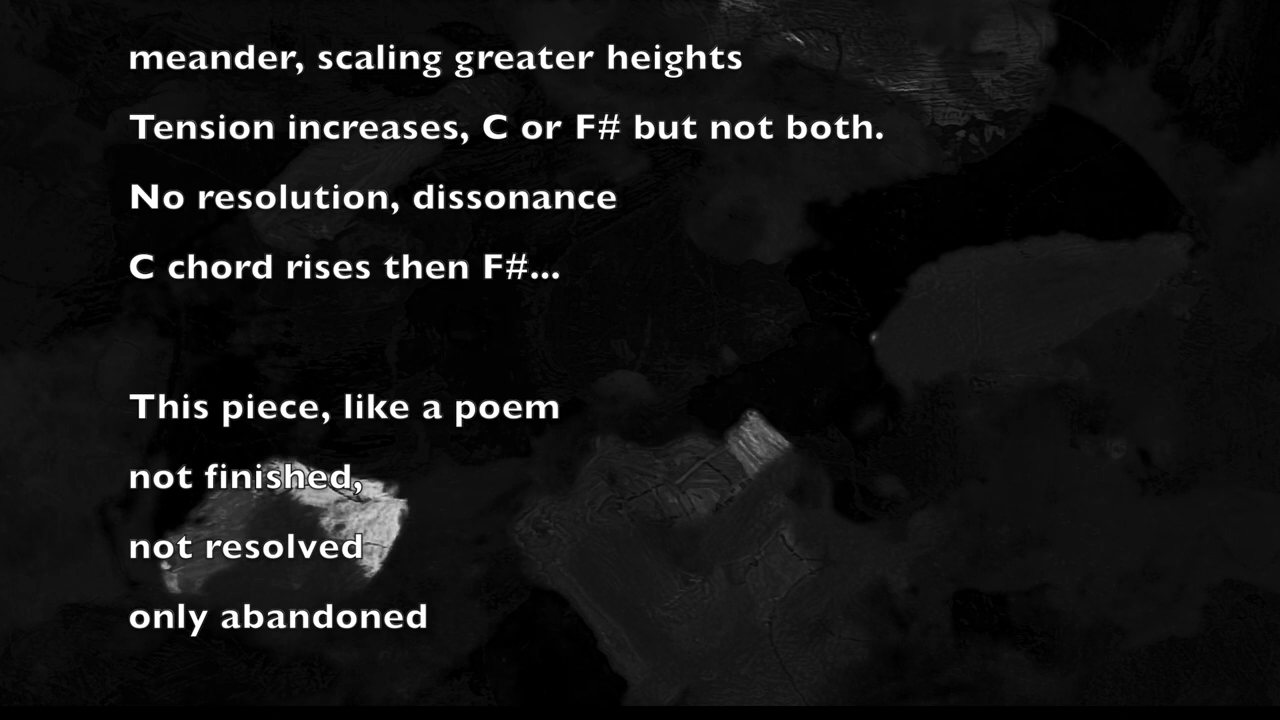 meander, scaling greater heights
Tension increases, C or F# but not both.
No resolution, dissonance
C chord rises then F#...
This piece, like a poem
not finished,
not resolved
only abandoned